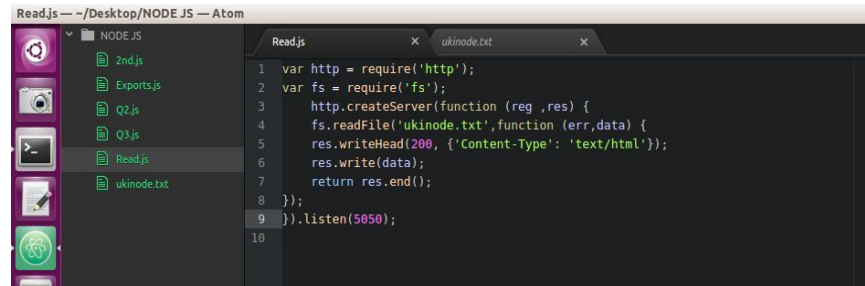 Read.js — ~/Desktop/NODE JS — Atom
NODE JS
2nd.js
Exports.js
Q2.js
Q3.js
Read.js
ukinode.txt
Read.js
ukinode.txt
1 var http = require('http');
2 var fs = require('fs');
3 http.createServer(function (reg ,res) {
4 fs.readFile('ukinode.txt',function (err,data) {
5 res.writeHead(200, {'Content-Type': 'text/html'});
6 res.write(data);
7 return res.end();
8 });
9 }).listen(5050);
10